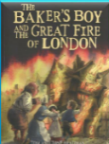 THE
BAKER'S BOY
AND THE GREAT FIRE
OF LONDON